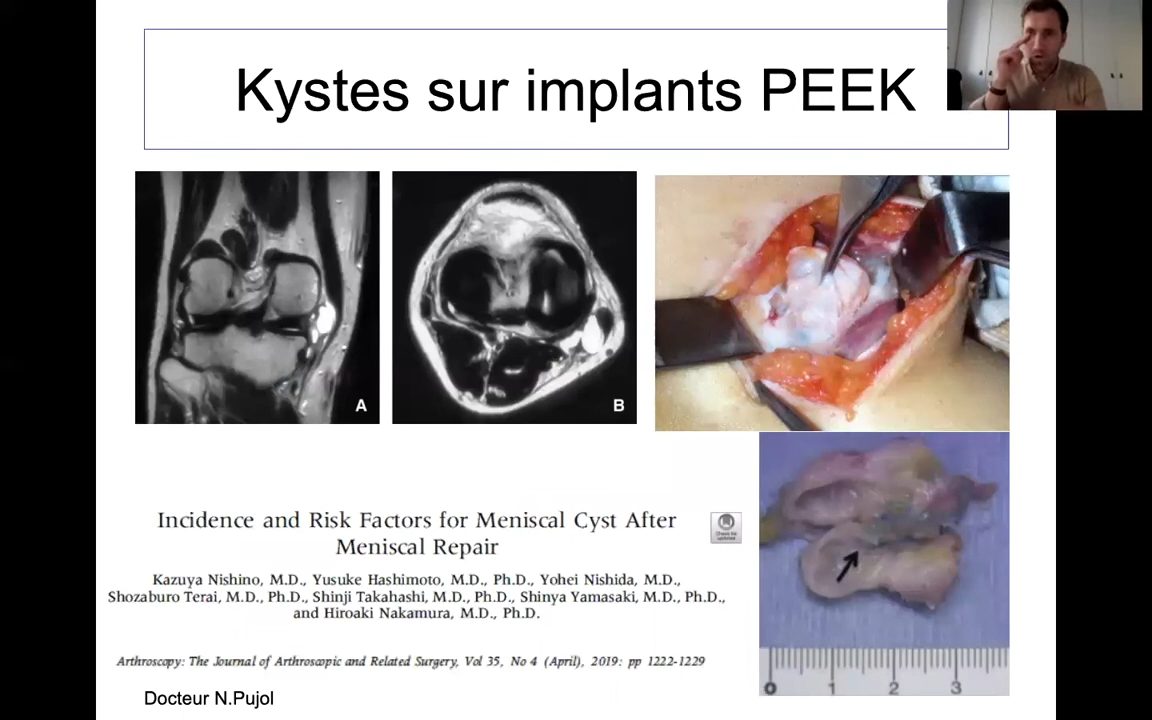 Kystes sur implants PEEK
A
B
Incidence and Risk Factors for Meniscal Cyst After
Meniscal Repair
Check for
updates
Kazuya Nishino, M.D., Yusuke Hashimoto, M.D., Ph.D., Yohei Nishida, M.D.,
Shozaburo Terai, M.D., Ph.D., Shinji Takahashi, M.D., Ph.D., Shinya Yamasaki, M.D., Ph.D.,
and Hiroaki Nakamura, M.D., Ph.D.
Arthroscopy: The Journal of Arthroscopic and Related Surgery, Vol 35, No 4 (April), 2019: pp 1222-1229
0 1 2 3
Docteur N.Pujol